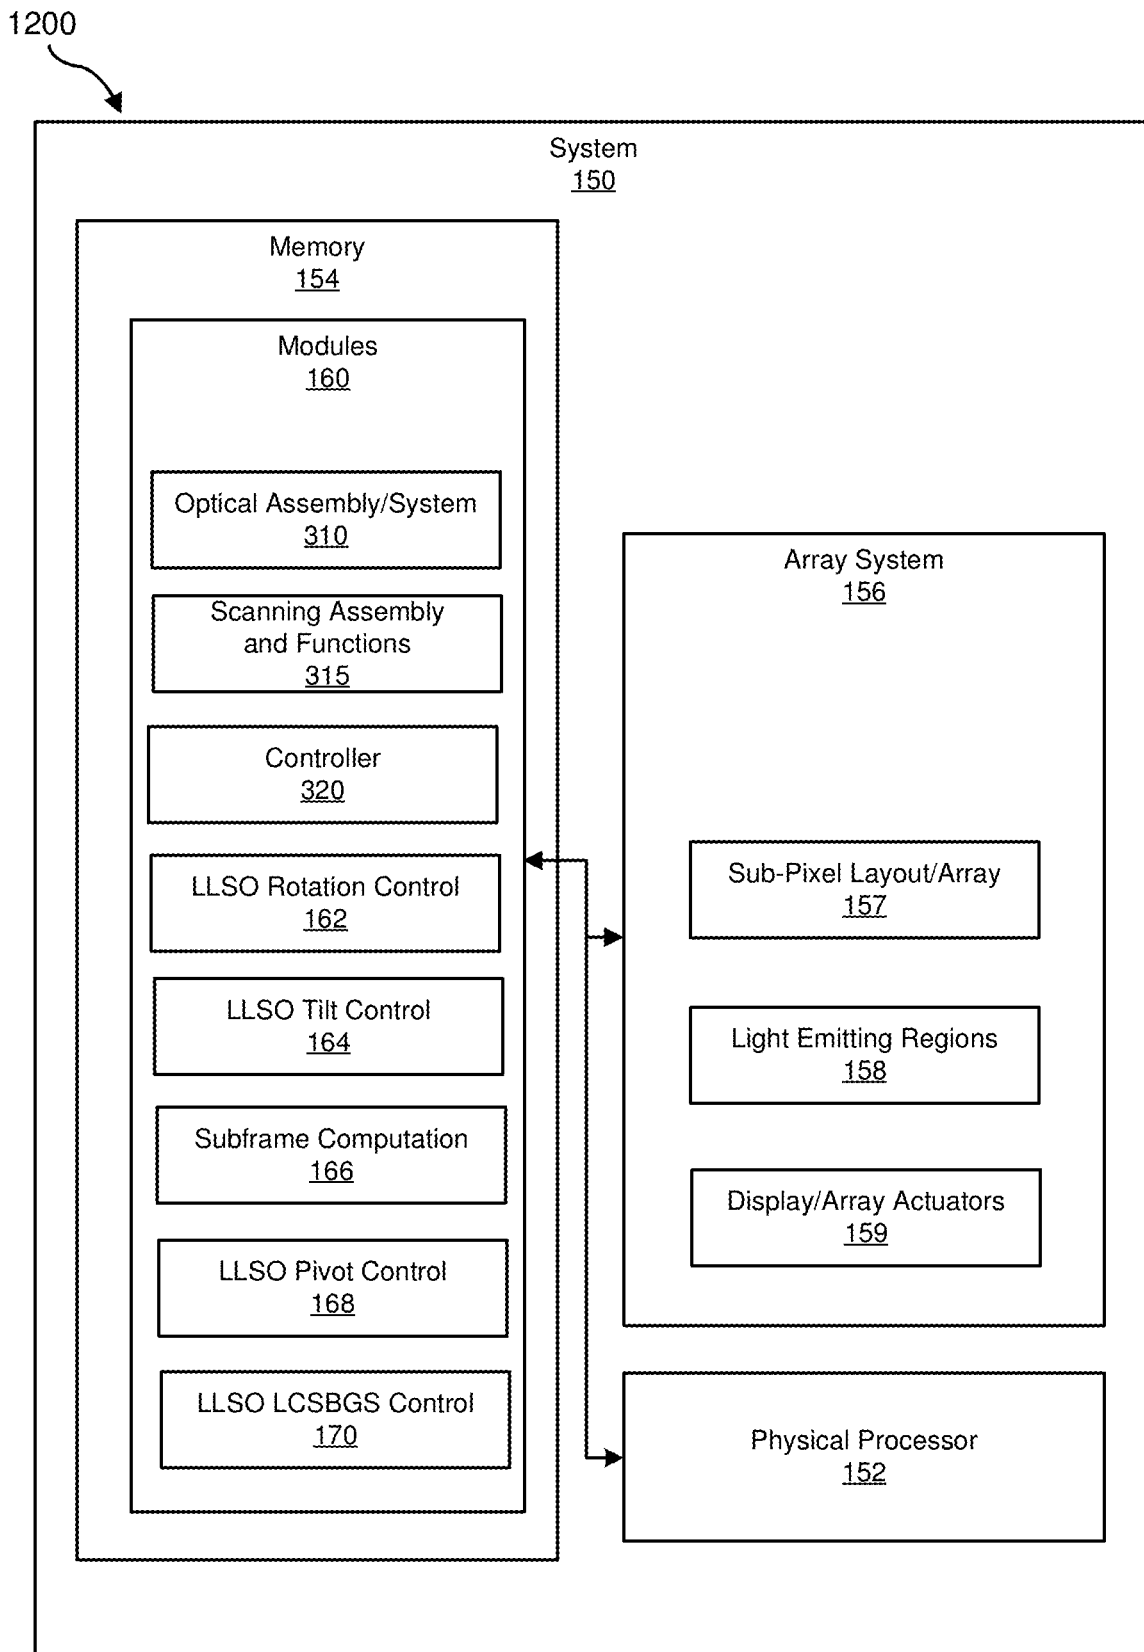 1200
System
150
Memory
154
Modules
160
Optical Assembly/System
310
Scanning Assembly
and Functions
315
Controller
320
LLSO Rotation Control
162
LLSO Tilt Control
164
Subframe Computation
166
LLSO Pivot Control
168
LLSO LCSBGS Control
170
Array System
156
Sub-Pixel Layout/Array
157
Light Emitting Regions
158
Display/Array Actuators
159
Physical Processor
152